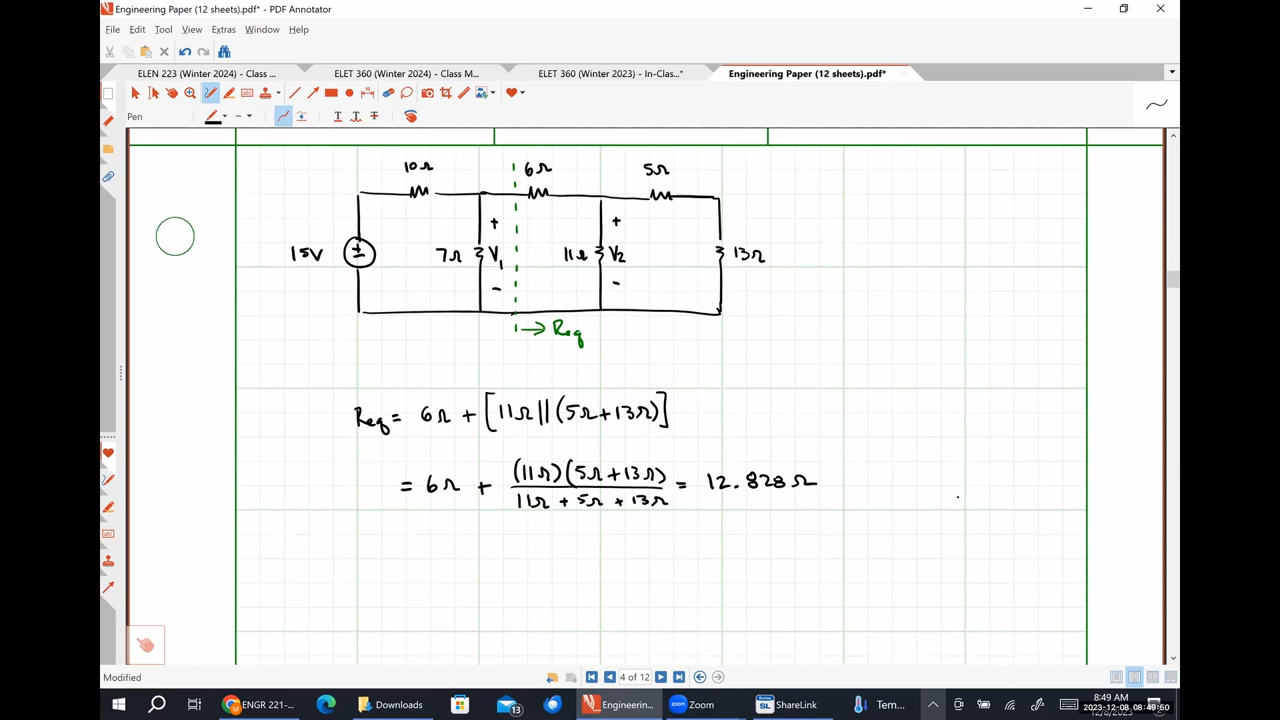 Engineering Paper (12 sheets).pdf* - PDF Annotator
File Edit Tool View Extras Window Help
ELEN 223 (Winter 2024) - Class ...
ELET 360 (Winter 2024) - Class M...
ELET 360 (Winter 2023) - In-Clas...*
Engineering Paper (12 sheets).pdf*
Pen
10Ω 6Ω 5Ω
+ +
15V 7Ω V1 11Ω V2 13Ω
- -
→ Req
Req = 6Ω + [11Ω||(5Ω+13Ω)]
= 6Ω + (11Ω)(5Ω+13Ω) / 11Ω + 5Ω + 13Ω = 12.828Ω
4 of 12
Modified
ENGR 221-...
Downloads
13
Engineerin...
Zoom
ShareLink
Tem...
8:49 AM
2023-12-08 08:49:50